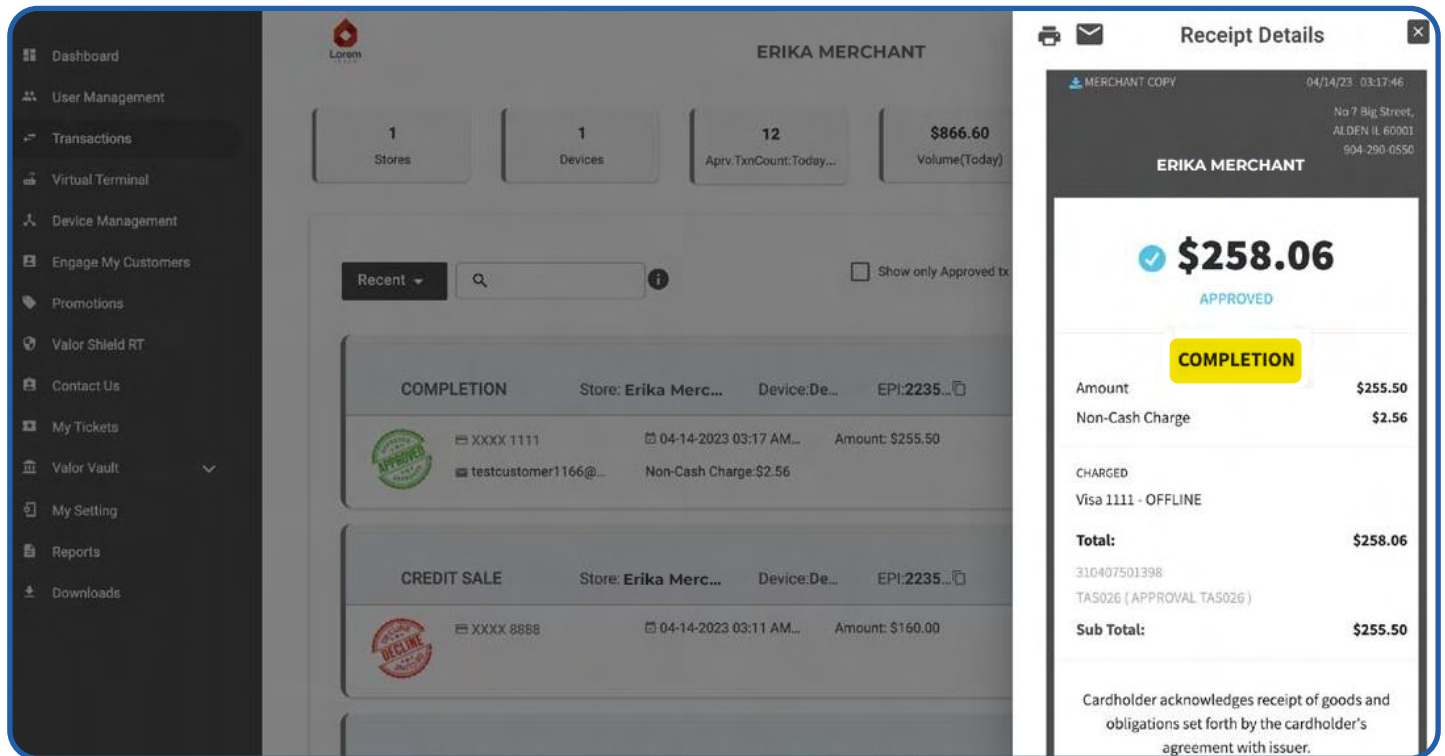 Dashboard
User Management
Transactions
Virtual Terminal
Device Management
Engage My Customers
Promotions
Valor Shield RT
Contact Us
My Tickets
Valor Vault
My Setting
Reports
Downloads
Lorem
ERIKA MERCHANT
1
Stores
1
Devices
12
Aprv.TxnCount:Today...
$866.60
Volume(Today)
Recent
Show only Approved tx
COMPLETION Store: Erika Merc... Device:De... EPI:2235...
APPROVED
XXXX 1111 04-14-2023 03:17 AM... Amount: $255.50
testcustomer1166@... Non-Cash Charge:$2.56
CREDIT SALE Store: Erika Merc... Device:De... EPI:2235...
DECLINE
XXXX 8888 04-14-2023 03:11 AM... Amount: $160.00
Receipt Details
MERCHANT COPY 04/14/23 03:17:46
No 7 Big Street,
ALDEN IL 60001
904-290-0550
ERIKA MERCHANT
$258.06
APPROVED
COMPLETION
Amount $255.50
Non-Cash Charge $2.56
CHARGED
Visa 1111 - OFFLINE
Total: $258.06
310407501398
TAS026 ( APPROVAL TAS026 )
Sub Total: $255.50
Cardholder acknowledges receipt of goods and
obligations set forth by the cardholder's
agreement with issuer.